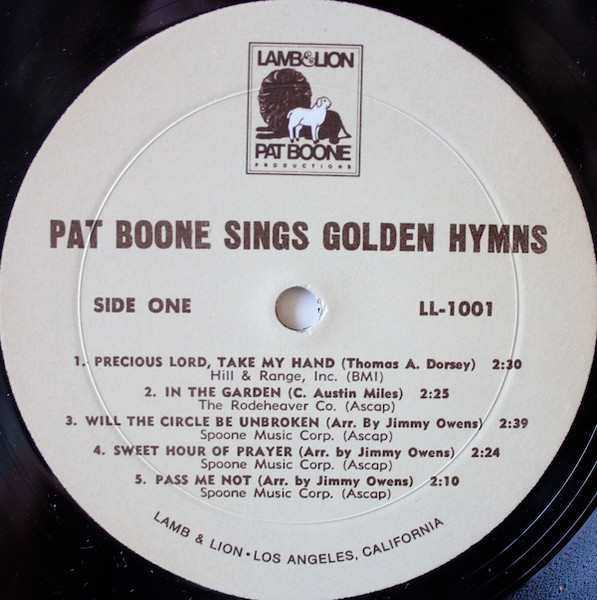 LAMB & LION
PAT BOONE
PRODUCTIONS
PAT BOONE SINGS GOLDEN HYMNS
SIDE ONE LL-1001
1. PRECIOUS LORD, TAKE MY HAND (Thomas A. Dorsey) 2:30
Hill & Range, Inc. (BMI)
2. IN THE GARDEN (C. Austin Miles) 2:25
The Rodeheaver Co. (Ascap)
3. WILL THE CIRCLE BE UNBROKEN (Arr. By Jimmy Owens) 2:39
Spoone Music Corp. (Ascap)
4. SWEET HOUR OF PRAYER (Arr. by Jimmy Owens) 2:24
Spoone Music Corp. (Ascap)
5. PASS ME NOT (Arr. by Jimmy Owens) 2:10
Spoone Music Corp. (Ascap)
LAMB & LION • LOS ANGELES, CALIFORNIA